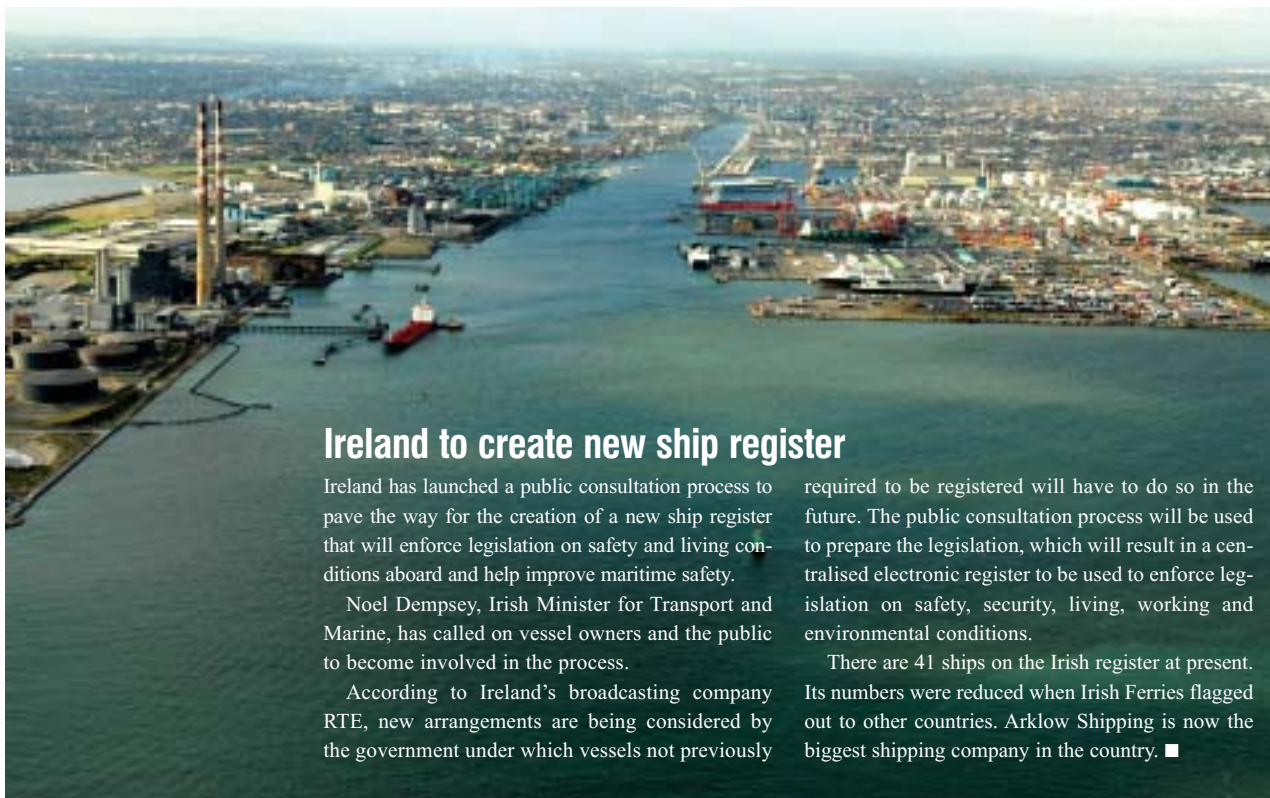 Ireland to create new ship register
Ireland has launched a public consultation process to
pave the way for the creation of a new ship register
that will enforce legislation on safety and living con-
ditions aboard and help improve maritime safety.
Noel Dempsey, Irish Minister for Transport and
Marine, has called on vessel owners and the public
to become involved in the process.
According to Ireland’s broadcasting company
RTE, new arrangements are being considered by
the government under which vessels not previously
required to be registered will have to do so in the
future. The public consultation process will be used
to prepare the legislation, which will result in a cen-
tralised electronic register to be used to enforce leg-
islation on safety, security, living, working and
environmental conditions.
There are 41 ships on the Irish register at present.
Its numbers were reduced when Irish Ferries flagged
out to other countries. Arklow Shipping is now the
biggest shipping company in the country. ■